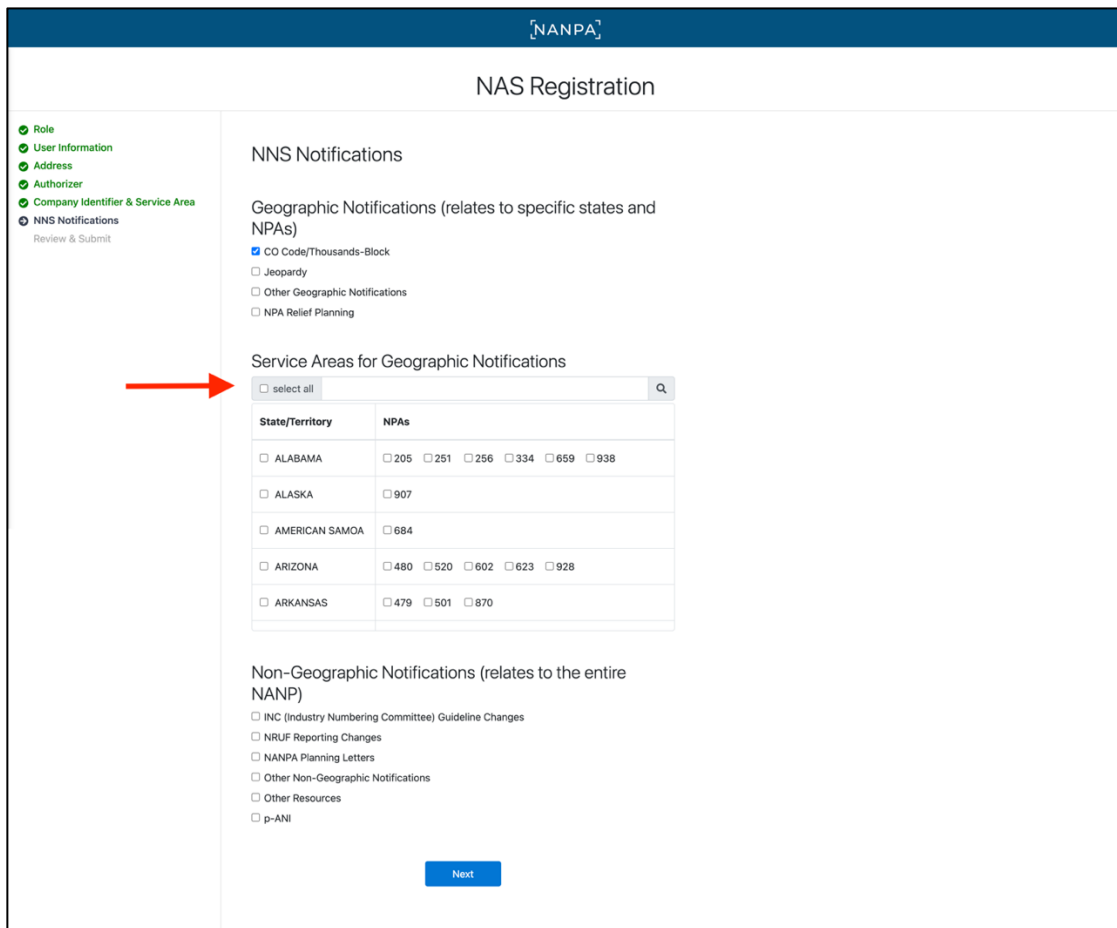 NANPA
NAS Registration
Role
User Information
Address
Authorizer
Company Identifier & Service Area
NNS Notifications
Review & Submit
NNS Notifications
Geographic Notifications (relates to specific states and
NPAs)
CO Code/Thousands-Block
Jeopardy
Other Geographic Notifications
NPA Relief Planning
Service Areas for Geographic Notifications
select all
State/Territory NPAs
ALABAMA 205 251 256 334 659 938
ALASKA 907
AMERICAN SAMOA 684
ARIZONA 480 520 602 623 928
ARKANSAS 479 501 870
Non-Geographic Notifications (relates to the entire
NANP)
INC (Industry Numbering Committee) Guideline Changes
NRUF Reporting Changes
NANPA Planning Letters
Other Non-Geographic Notifications
Other Resources
p-ANI
Next